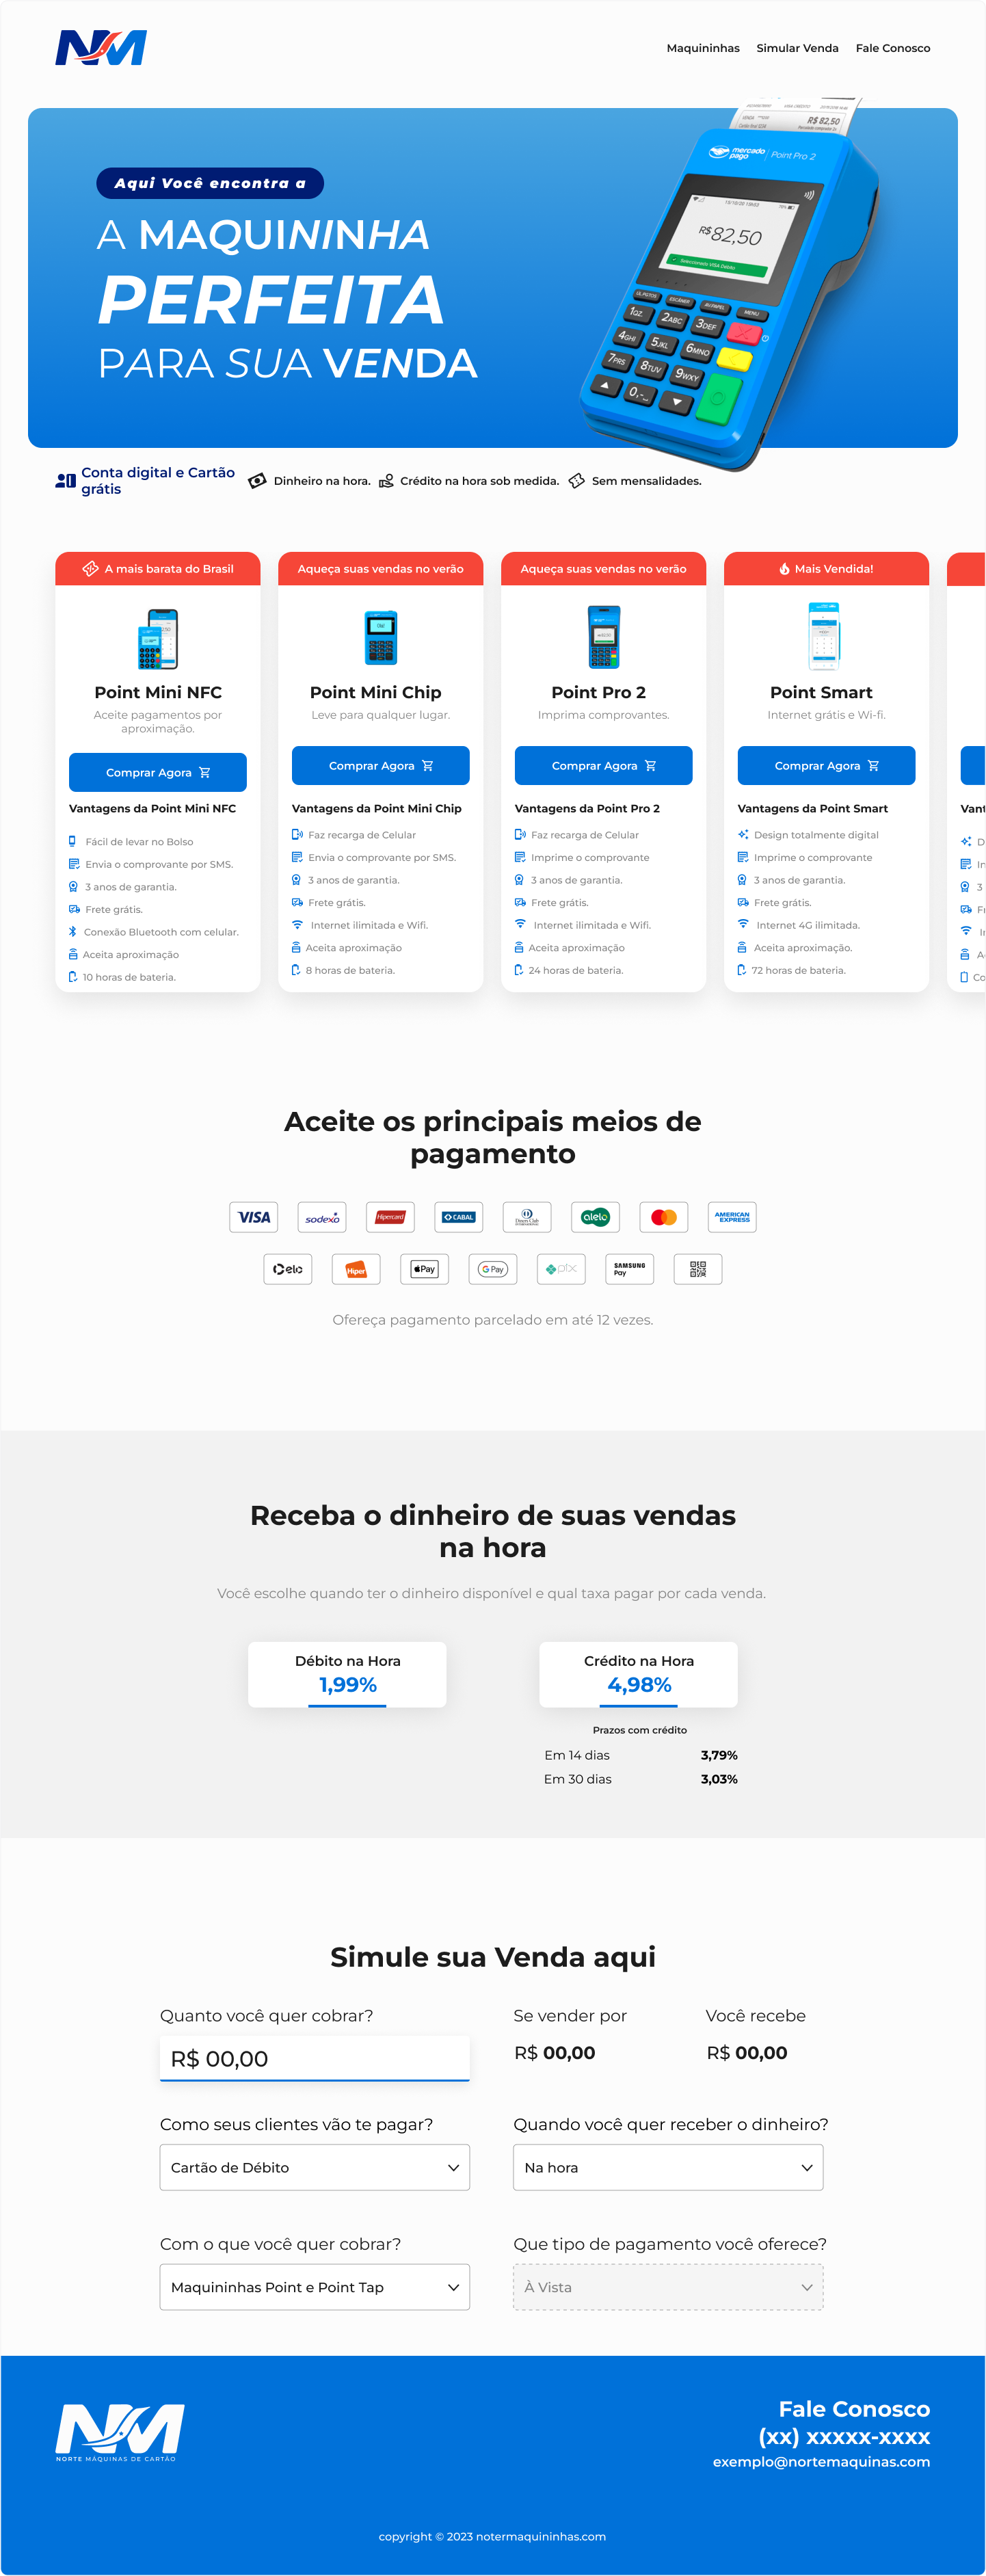 NM
Maquininhas Simular Venda Fale Conosco
Aqui Você encontra a
A MAQUININHA
PERFEITA
PARA SUA VENDA
R$ 82,50
mercado pago Point Pro 2
R$82,50
MENU
1QZ 2ABC 3DEF
4GHI 5JKL 6MNO
7PRS 8TUV 9WXY
Conta digital e Cartão
grátis
Dinheiro na hora.
Crédito na hora sob medida.
Sem mensalidades.
A mais barata do Brasil
Point Mini NFC
Aceite pagamentos por
aproximação.
Comprar Agora
Vantagens da Point Mini NFC
Fácil de levar no Bolso
Envia o comprovante por SMS.
3 anos de garantia.
Frete grátis.
Conexão Bluetooth com celular.
Aceita aproximação
10 horas de bateria.
Aqueça suas vendas no verão
Point Mini Chip
Leve para qualquer lugar.
Comprar Agora
Vantagens da Point Mini Chip
Faz recarga de Celular
Envia o comprovante por SMS.
3 anos de garantia.
Frete grátis.
Internet ilimitada e Wifi.
Aceita aproximação
8 horas de bateria.
Aqueça suas vendas no verão
Point Pro 2
Imprima comprovantes.
Comprar Agora
Vantagens da Point Pro 2
Faz recarga de Celular
Imprime o comprovante
3 anos de garantia.
Frete grátis.
Internet ilimitada e Wifi.
Aceita aproximação
24 horas de bateria.
Mais Vendida!
Point Smart
Internet grátis e Wi-fi.
Comprar Agora
Vantagens da Point Smart
Design totalmente digital
Imprime o comprovante
3 anos de garantia.
Frete grátis.
Internet 4G ilimitada.
Aceita aproximação.
72 horas de bateria.
Vant
D
In
3
Fr
Ir
A
Co
Aceite os principais meios de
pagamento
VISA sodexo Hipercard CABAL Diners Club alelo AMERICAN EXPRESS
elo Hiper Pay G Pay pix SAMSUNG Pay
Ofereça pagamento parcelado em até 12 vezes.
Receba o dinheiro de suas vendas
na hora
Você escolhe quando ter o dinheiro disponível e qual taxa pagar por cada venda.
Débito na Hora
1,99%
Crédito na Hora
4,98%
Prazos com crédito
Em 14 dias 3,79%
Em 30 dias 3,03%
Simule sua Venda aqui
Quanto você quer cobrar?
R$ 00,00
Se vender por
R$ 00,00
Você recebe
R$ 00,00
Como seus clientes vão te pagar?
Cartão de Débito
Quando você quer receber o dinheiro?
Na hora
Com o que você quer cobrar?
Maquininhas Point e Point Tap
Que tipo de pagamento você oferece?
À Vista
NM
NORTE MÁQUINAS DE CARTÃO
Fale Conosco
(xx) xxxxx-xxxx
exemplo@nortemaquinas.com
copyright © 2023 notermaquininhas.com